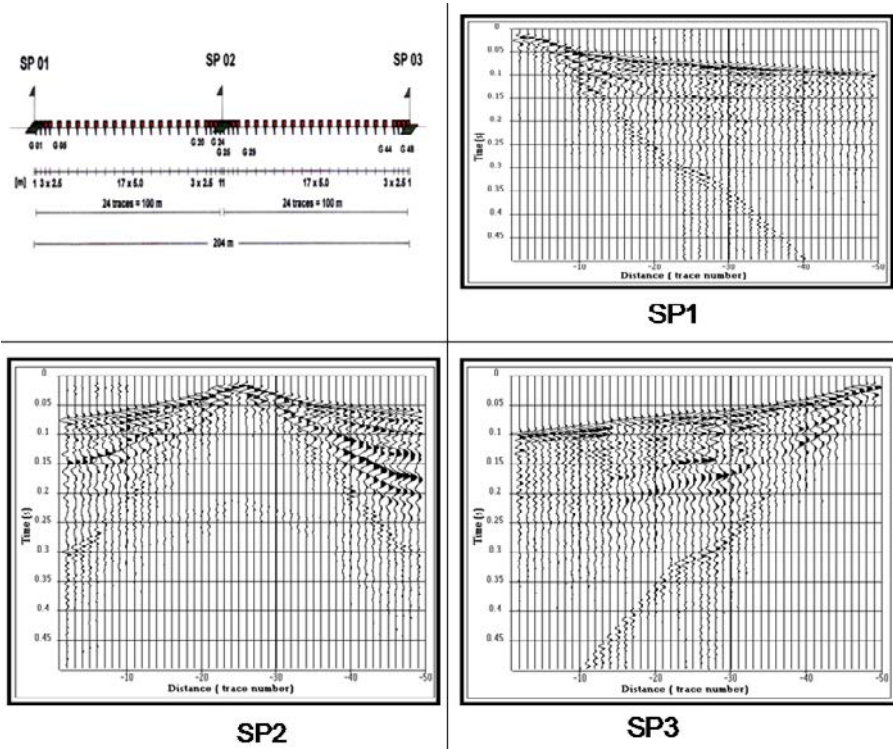 SP 01 SP 02 SP 03
G 01 G 05 G 20 G 24 G 44 G 48
G 25 G 29
[m] 1 3 x 2.5 17 x 5.0 3 x 2.5 11 17 x 5.0 3 x 2.5 1
24 traces = 100 m 24 traces = 100 m
204 m
0
0.05
0.1
0.15
0.2
0.25
0.3
0.35
0.4
0.45
Time [s]
-10 -20 -30 -40 -50
Distance ( trace number)
SP1
0
0.05
0.1
0.15
0.2
0.25
0.3
0.35
0.4
0.45
Time [s]
-10 -20 -30 -40 -50
Distance ( trace number)
SP2
0
0.05
0.1
0.15
0.2
0.25
0.3
0.35
0.4
0.45
Time [s]
-10 -20 -30 -40 -50
Distance ( trace number)
SP3